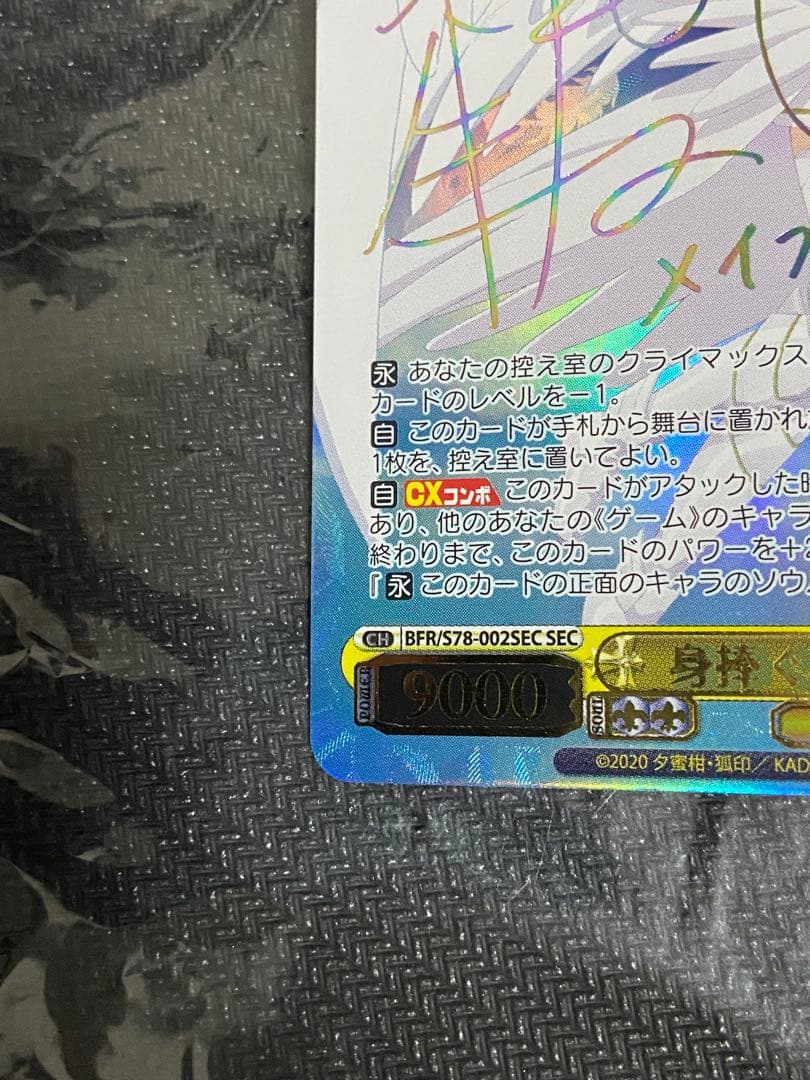 メイプ
永 あなたの控え室のクライマックス
カードのレベルを－1。
自 このカードが手札から舞台に置かれ
1枚を、控え室に置いてよい。
自 CXコンボ このカードがアタックした時
あり、他のあなたの《ゲーム》のキャラ
終わりまで、このカードのパワーを＋2
『永 このカードの正面のキャラのソウル
CH BFR/S78-002SEC SEC
身捧
POWER 9000 SOUL
©2020 夕蜜柑・狐印／KAD